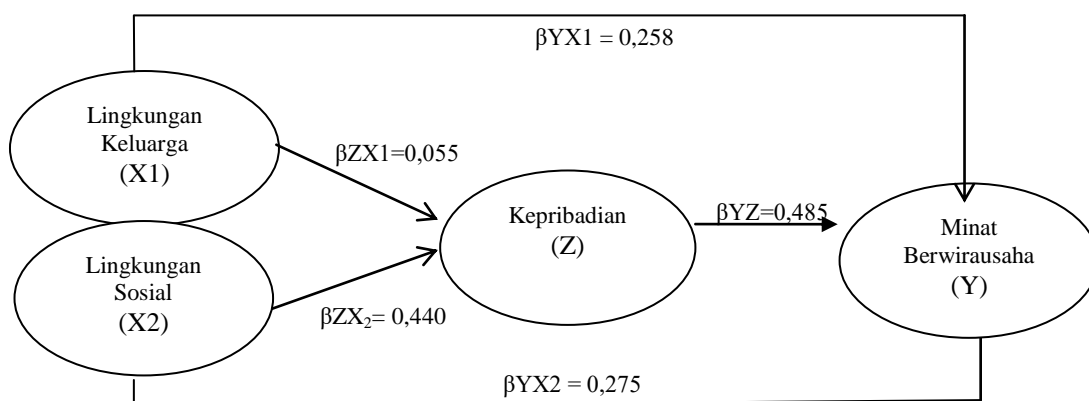 βYX1 = 0,258
Lingkungan
Keluarga
(X1)
βZX1=0,055
Kepribadian
(Z)
βYZ=0,485
Minat
Berwirausaha
(Y)
Lingkungan
Sosial
(X2)
βZX₂= 0,440
βYX2 = 0,275